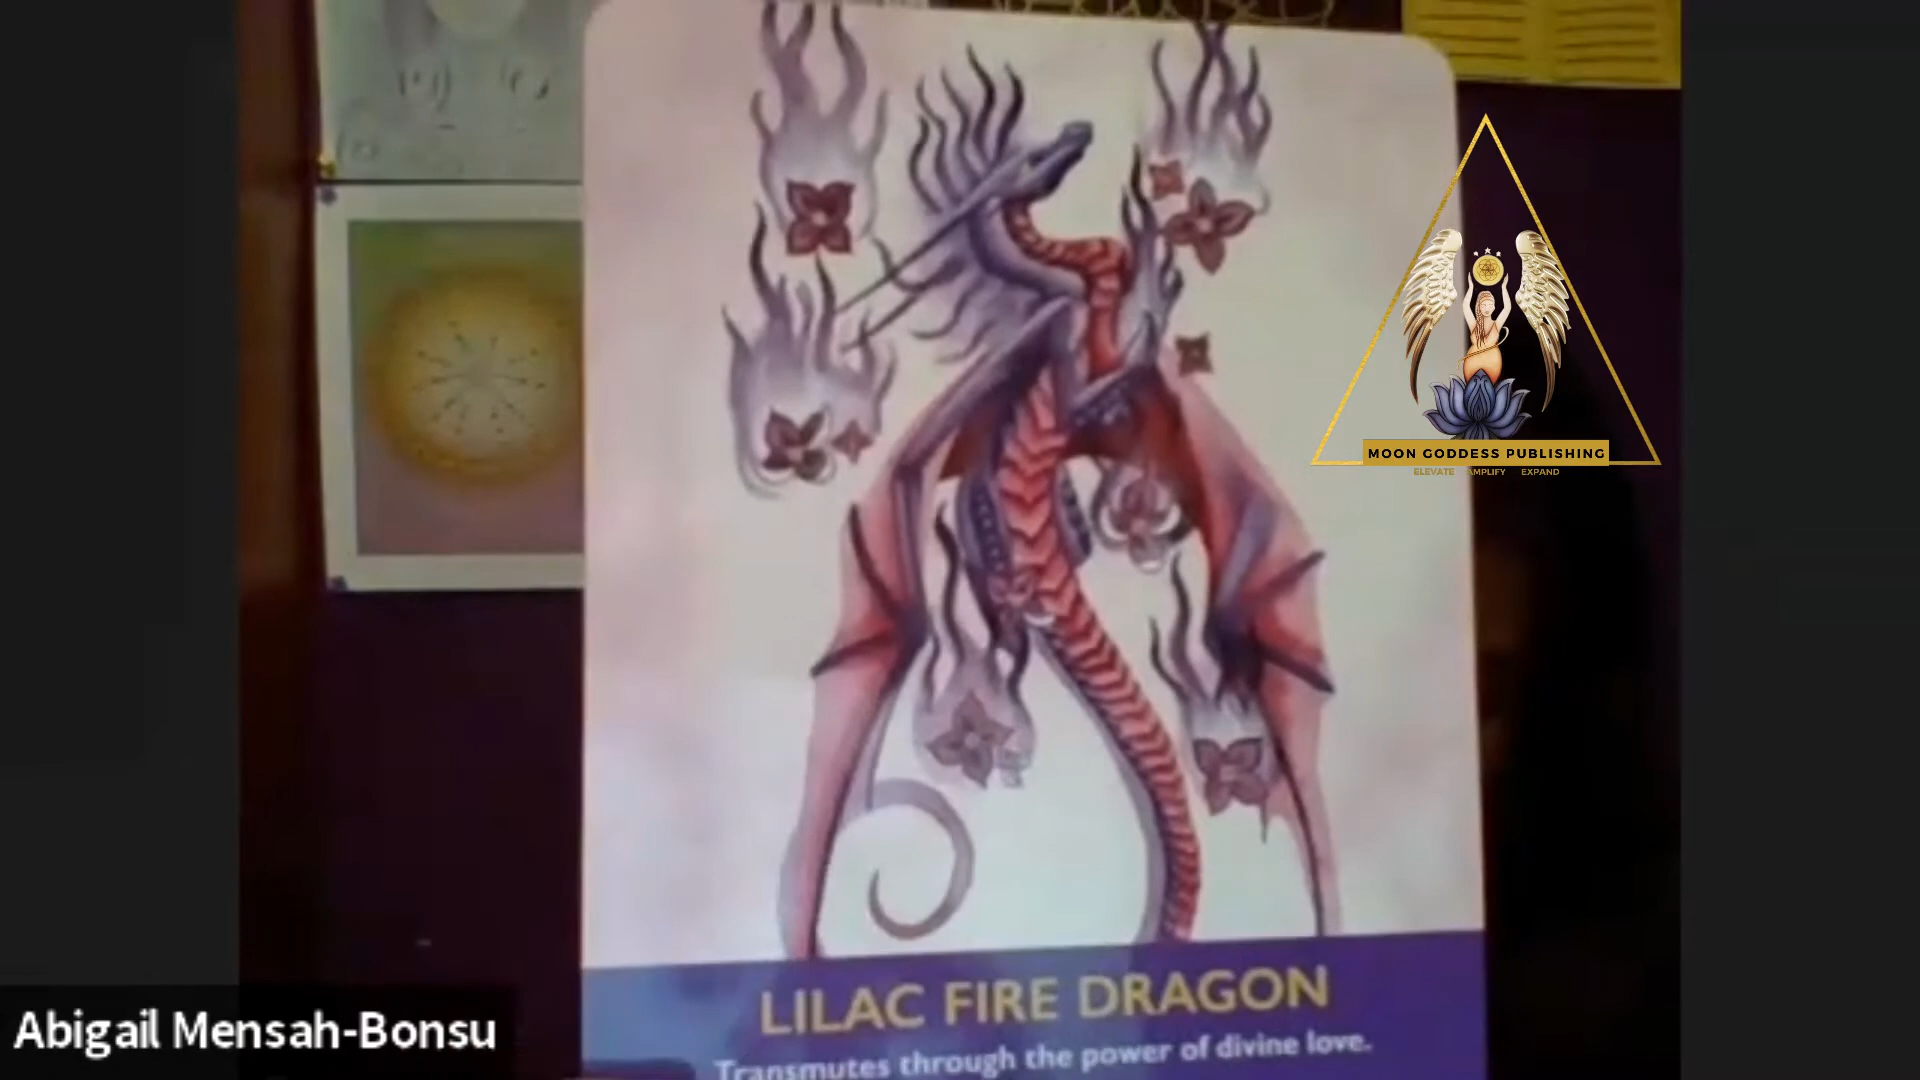 MOON GODDESS PUBLISHING
ELEVATE AMPLIFY EXPAND
LILAC FIRE DRAGON
Transmutes through the power of divine love.
Abigail Mensah-Bonsu